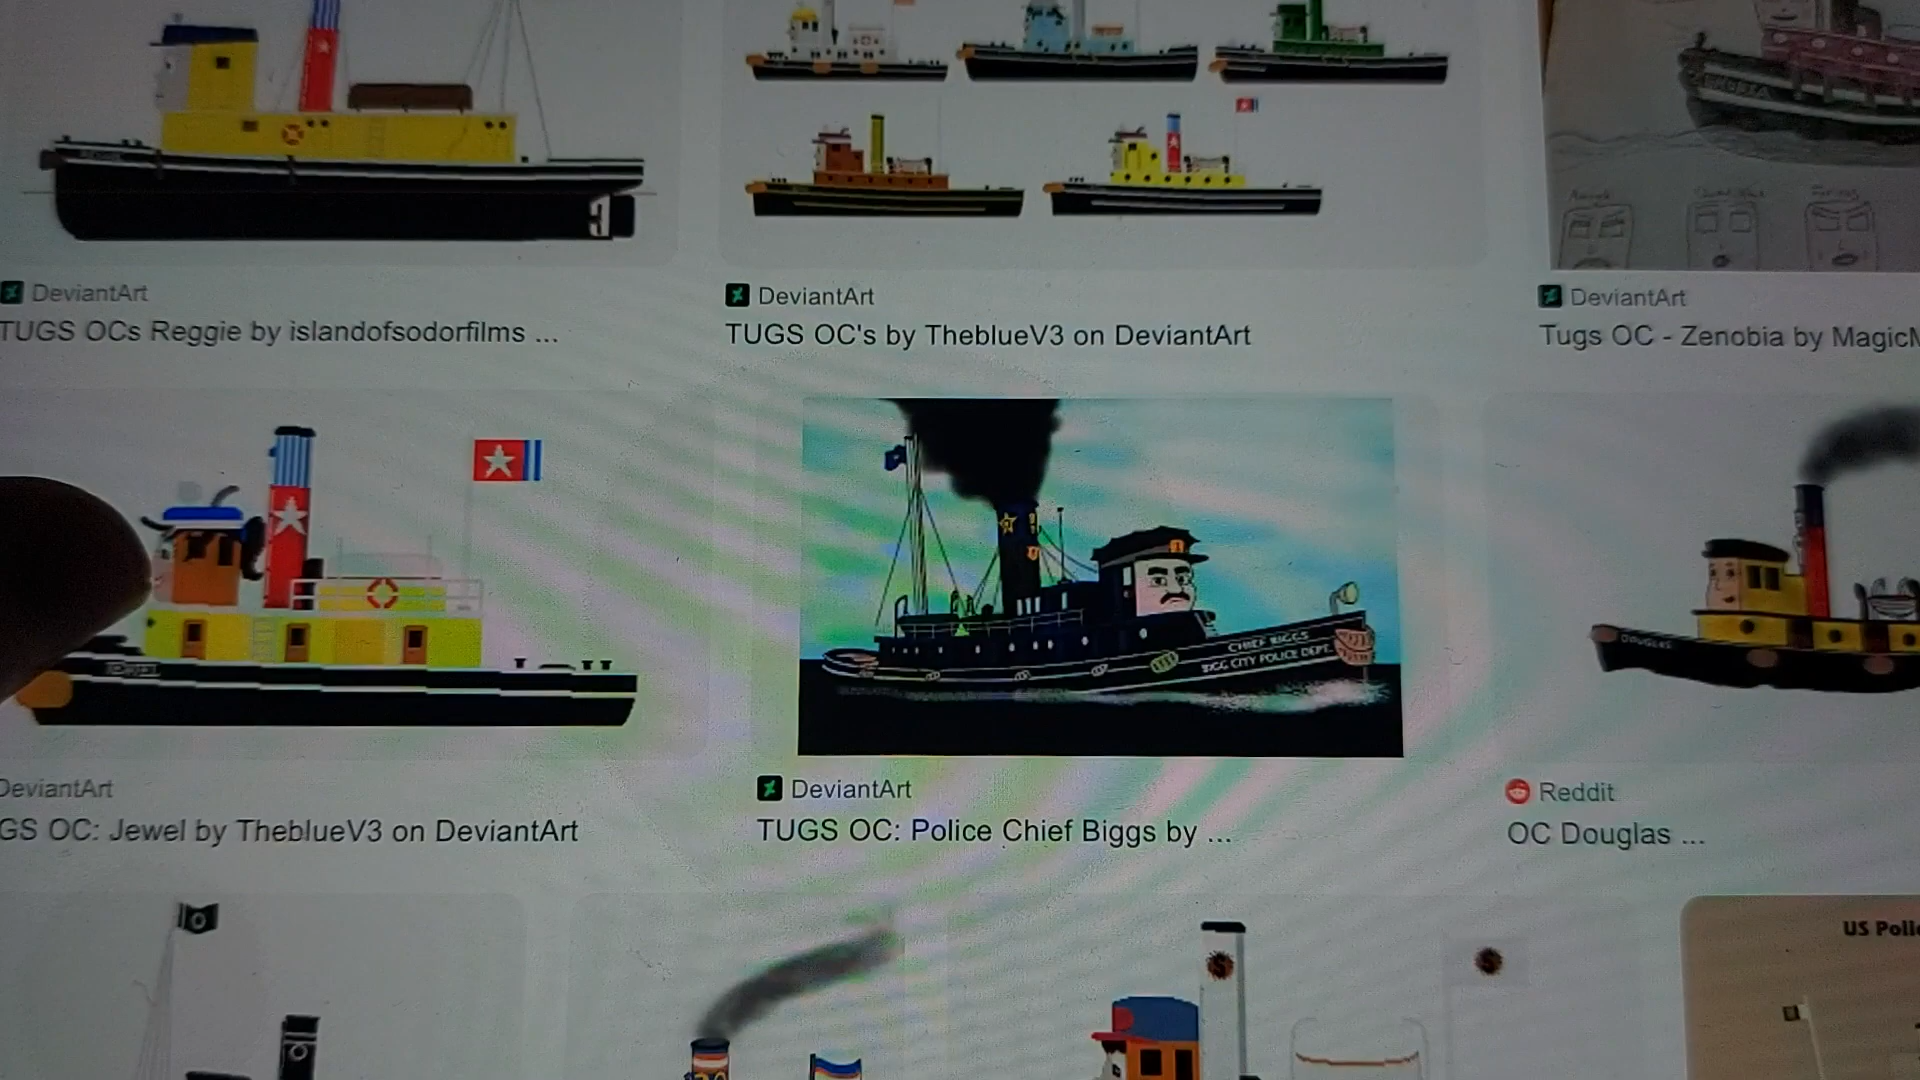 DeviantArt
TUGS OCs Reggie by islandofsodorfilms ...
DeviantArt
TUGS OC's by TheblueV3 on DeviantArt
DeviantArt
Tugs OC - Zenobia by MagicM
CHIEF BIGGS
BIGG CITY POLICE DEPT.
DOUGLAS
DeviantArt
GS OC: Jewel by TheblueV3 on DeviantArt
DeviantArt
TUGS OC: Police Chief Biggs by ...
Reddit
OC Douglas ...
US Poli